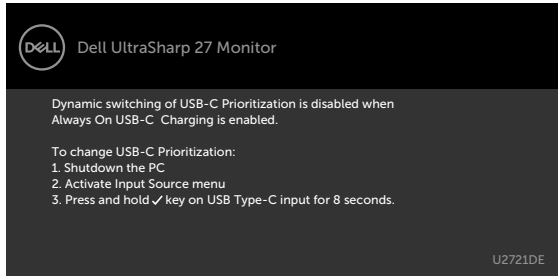 DELL
Dell UltraSharp 27 Monitor
Dynamic switching of USB-C Prioritization is disabled when
Always On USB-C Charging is enabled.
To change USB-C Prioritization:
1. Shutdown the PC
2. Activate Input Source menu
3. Press and hold ✓ key on USB Type-C input for 8 seconds.
U2721DE